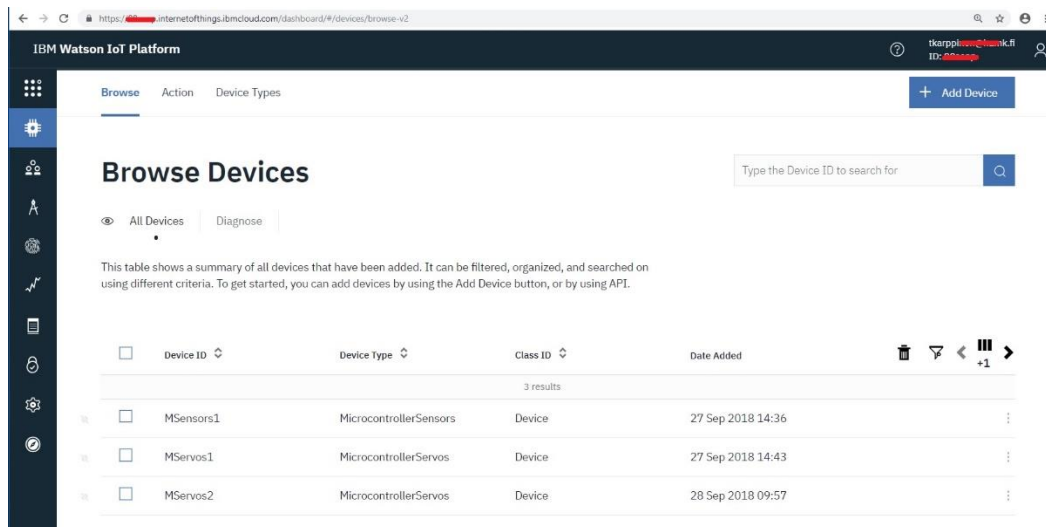 .internetofthings.ibmcloud.com/dashboard/#/devices/browse-v2
IBM Watson IoT Platform
ID:
Browse Action Device Types
+ Add Device
Browse Devices
Type the Device ID to search for
All Devices Diagnose
This table shows a summary of all devices that have been added. It can be filtered, organized, and searched on
using different criteria. To get started, you can add devices by using the Add Device button, or by using API.
Device ID Device Type Class ID Date Added
+1
3 results
MSensors1 MicrocontrollerSensors Device 27 Sep 2018 14:36
MServos1 MicrocontrollerServos Device 27 Sep 2018 14:43
MServos2 MicrocontrollerServos Device 28 Sep 2018 09:57